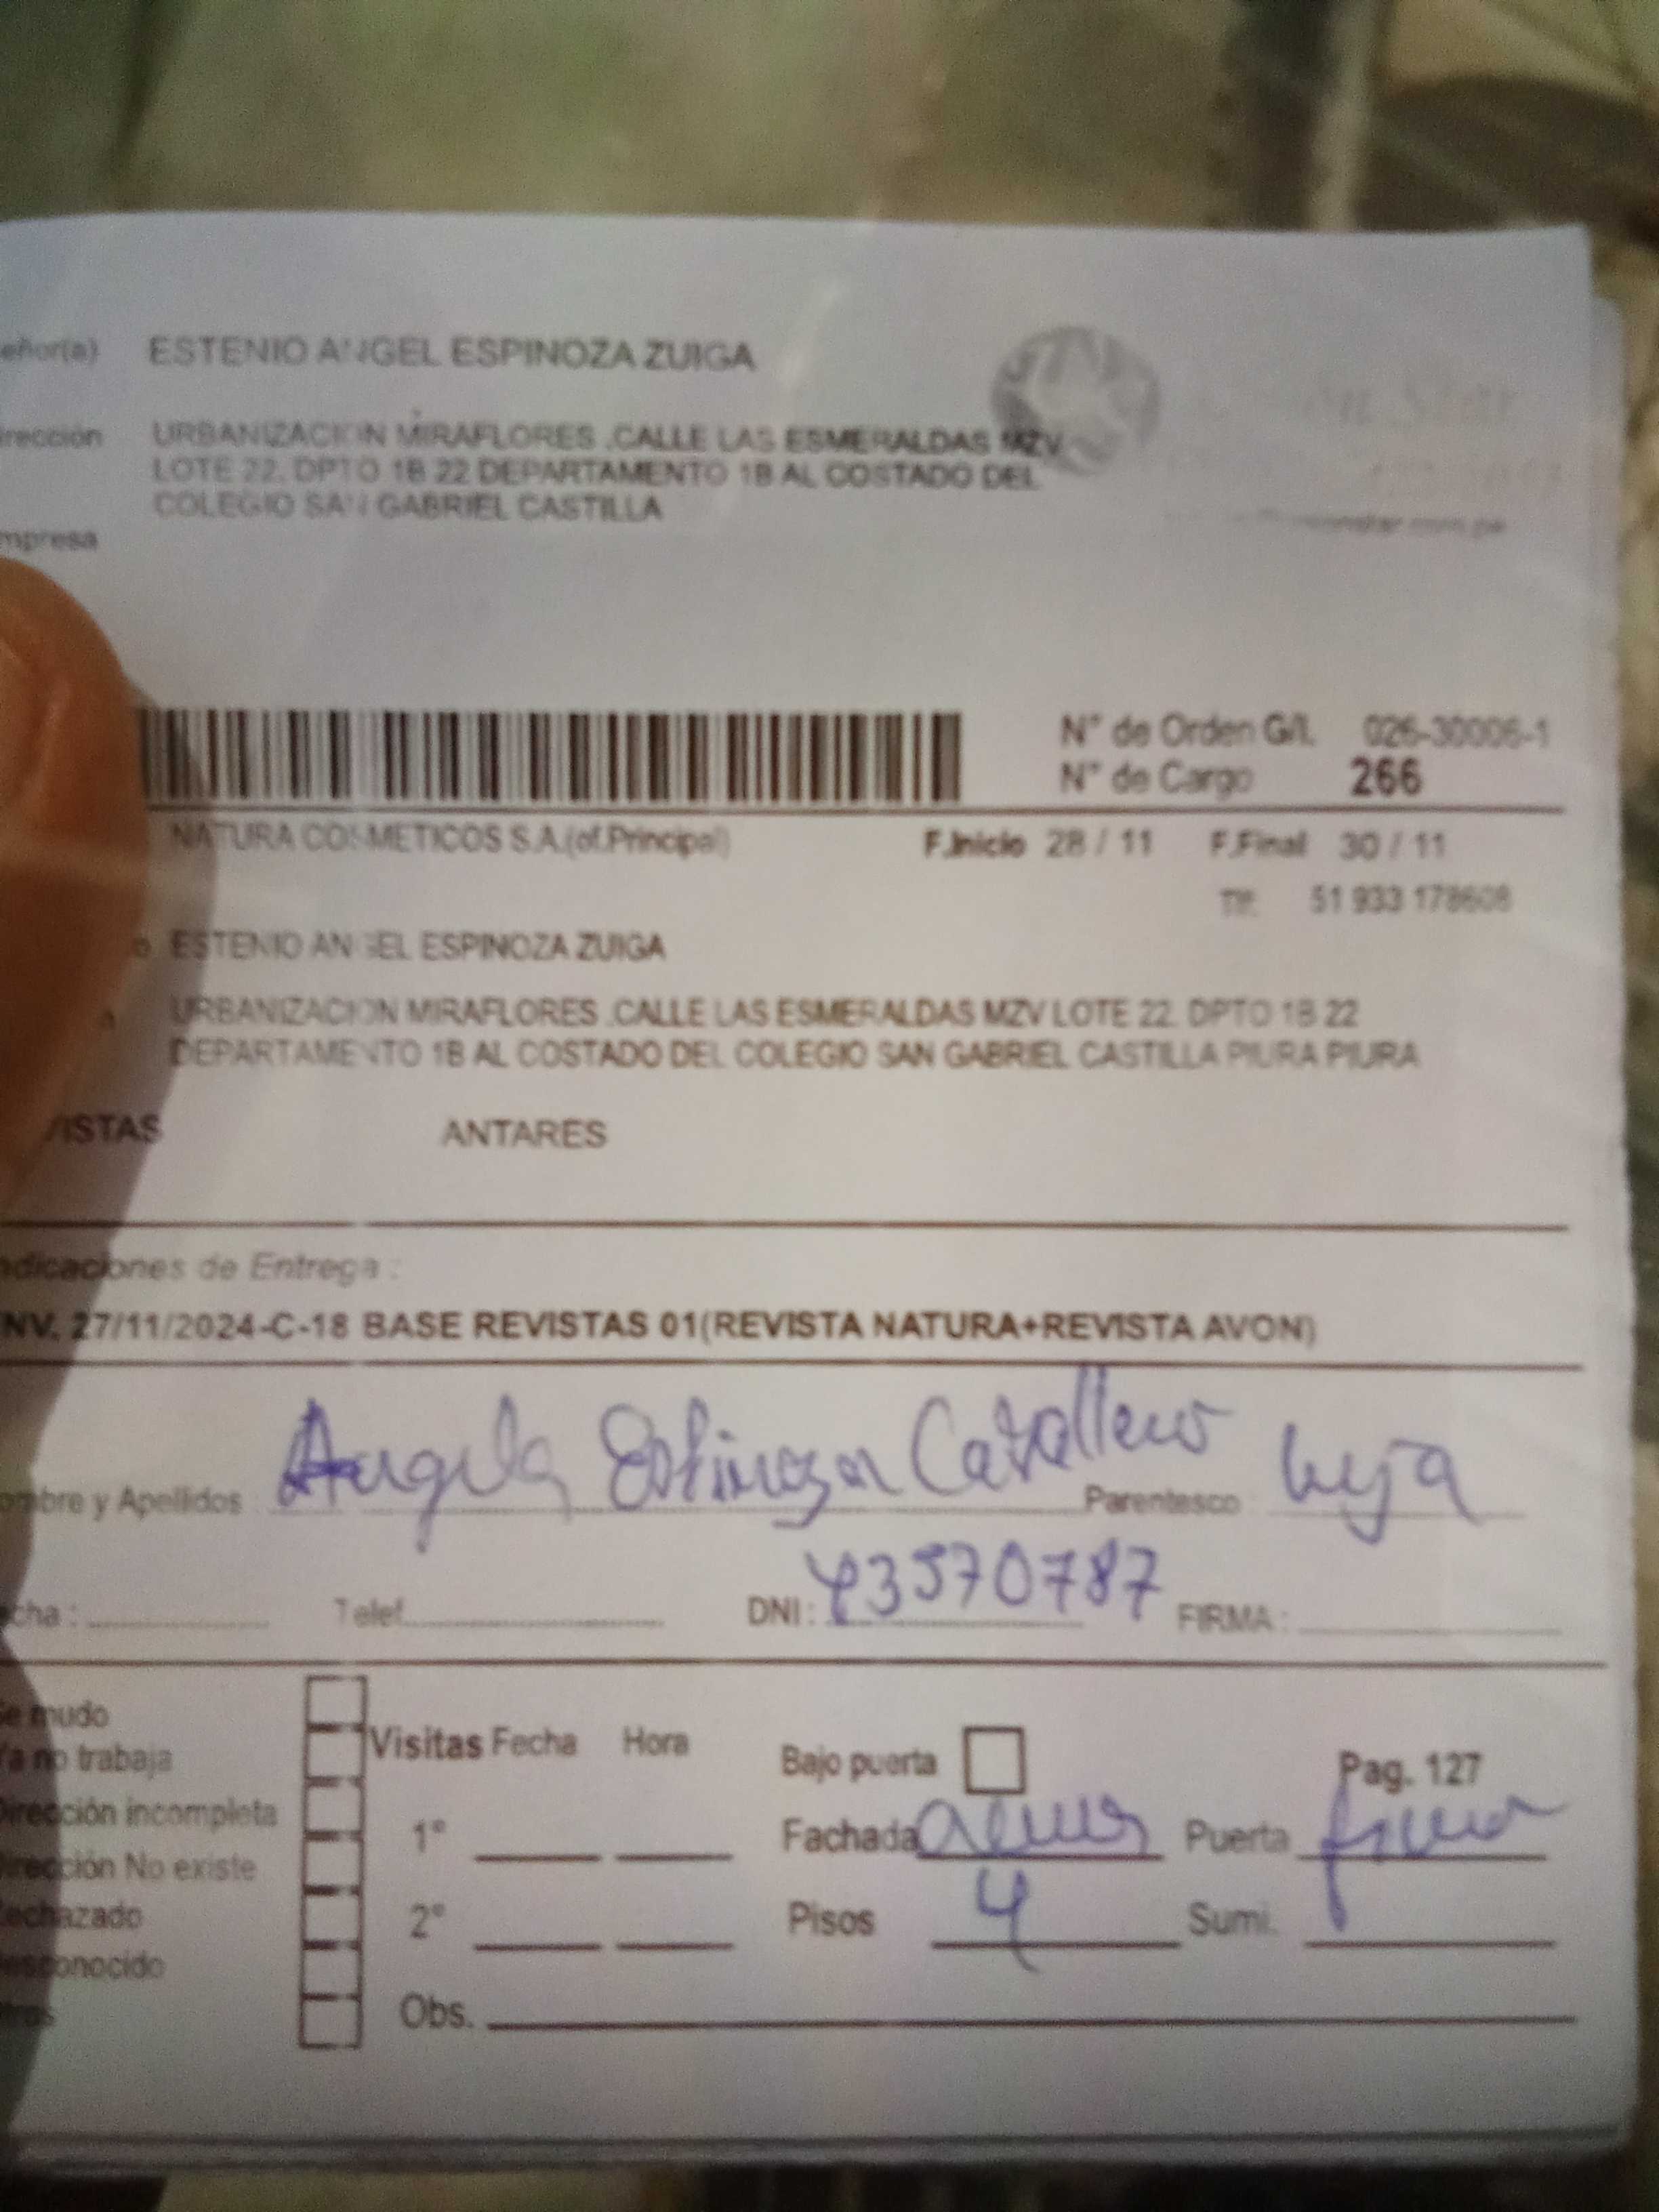 eñor(a) ESTENIO ANGEL ESPINOZA ZUIGA
rección URBANIZACION MIRAFLORES .CALLE LAS ESMERALDAS MZV
LOTE 22. DPTO 1B 22 DEPARTAMENTO 1B AL COSTADO DEL
COLEGIO SAN GABRIEL CASTILLA
mpresa
N° de Orden G/L 026-30006-1
N° de Cargo 266
NATURA COSMETICOS S.A.(of.Principal) F.Inicio 28 / 11 F.Final 30 / 11
Tlf. 51 933 178608
o ESTENIO ANGEL ESPINOZA ZUIGA
URBANIZACION MIRAFLORES .CALLE LAS ESMERALDAS MZV LOTE 22. DPTO 1B 22
DEPARTAMENTO 1B AL COSTADO DEL COLEGIO SAN GABRIEL CASTILLA PIURA PIURA
VISTAS ANTARES
ndicaciones de Entrega :
NV. 27/11/2024-C-18 BASE REVISTAS 01(REVISTA NATURA+REVISTA AVON)
ombre y Apellidos Angela Espinoza Caballero Parentesco hija
cha : Telef. DNI : 43570787 FIRMA :
Se mudo
Ya no trabaja Visitas Fecha Hora Bajo puerta Pag. 127
Dirección incompleta 1° Fachada Puerta
Dirección No existe
Rechazado 2° Pisos 4 Sumi.
Desconocido
Otros Obs.